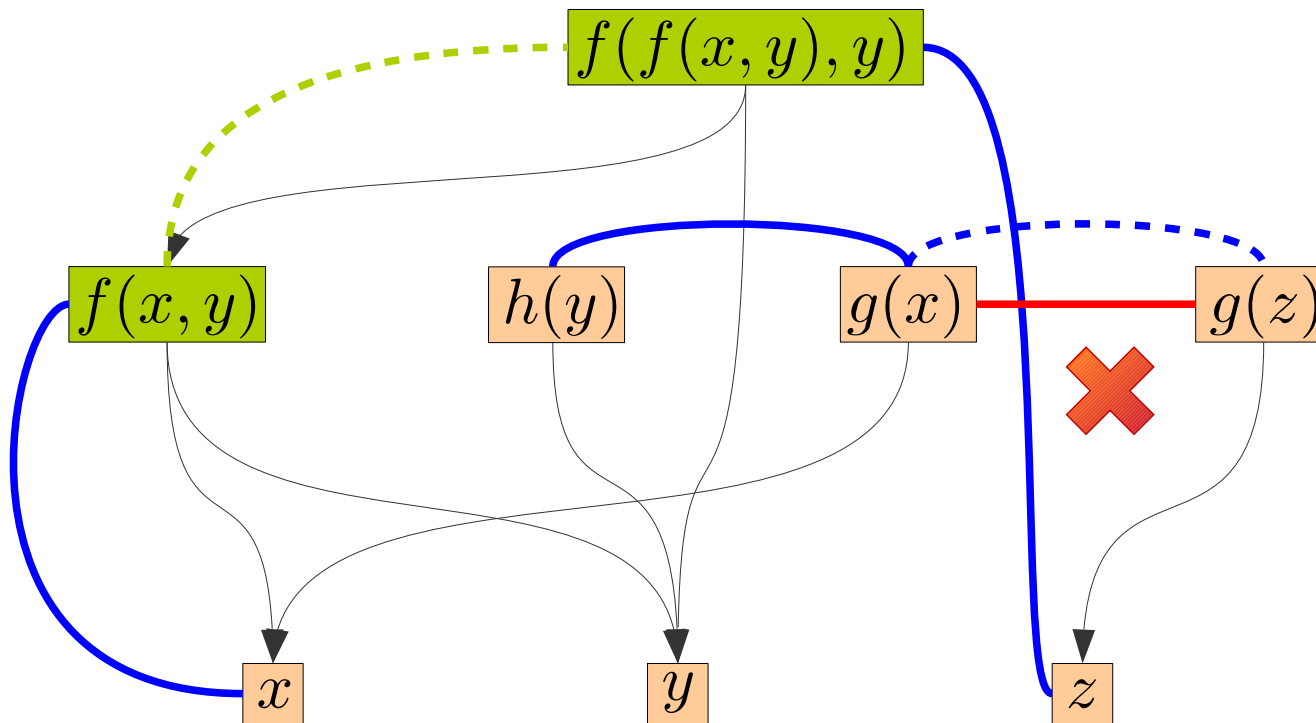 f(f(x, y), y)
f(x, y)
h(y)
g(x)
g(z)
x
y
z